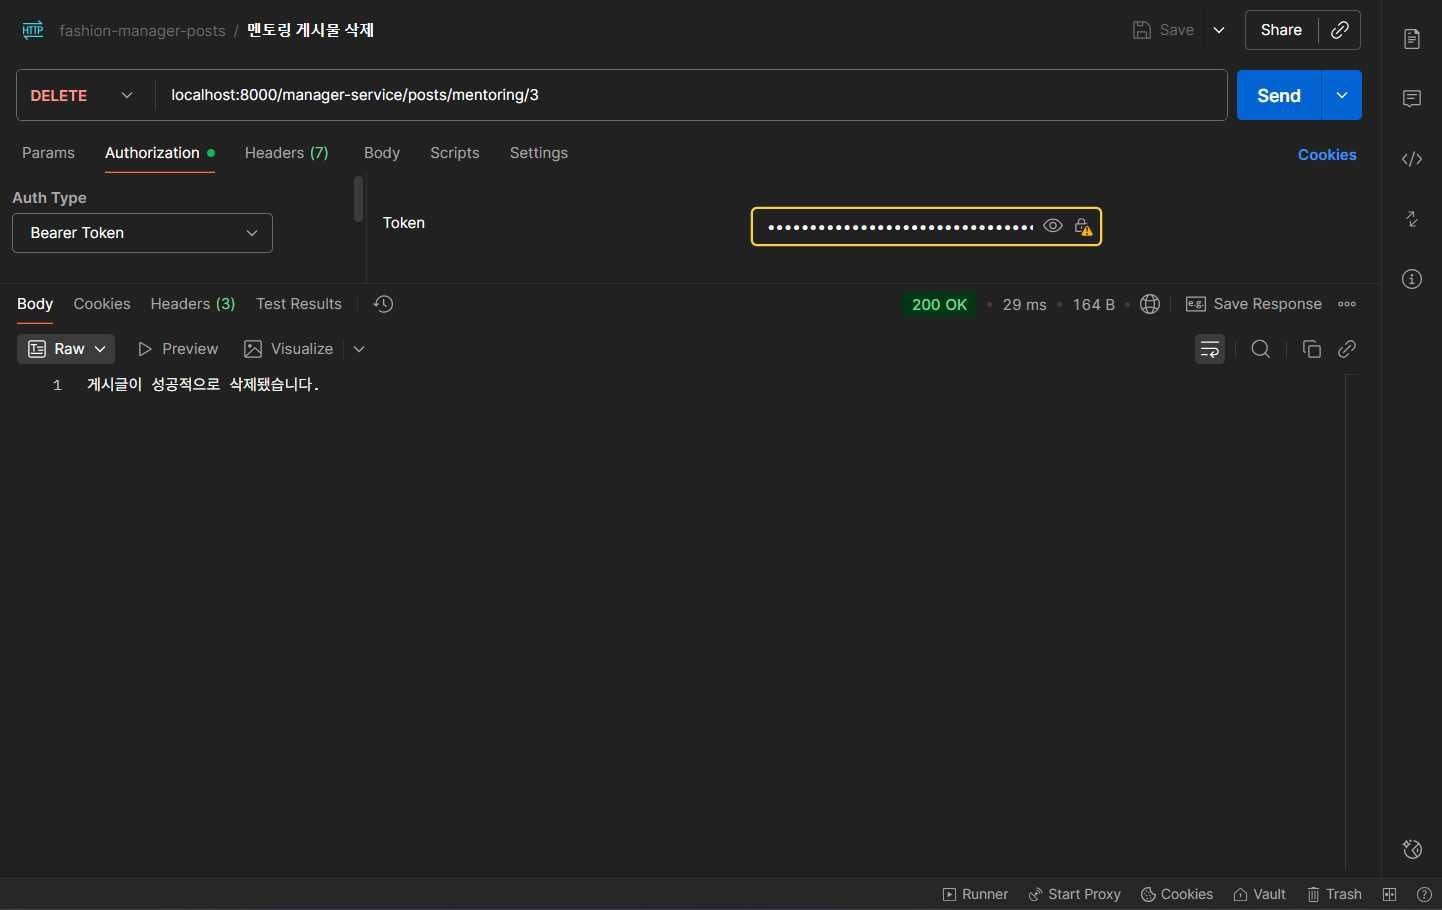 HTTP fashion-manager-posts / 멘토링 게시물 삭제 Save Share
DELETE localhost:8000/manager-service/posts/mentoring/3 Send
Params Authorization Headers (7) Body Scripts Settings Cookies
Auth Type
Bearer Token
Token
Body Cookies Headers (3) Test Results 200 OK 29 ms 164 B e.g. Save Response
Raw Preview Visualize
1 게시글이 성공적으로 삭제됐습니다.
Runner Start Proxy Cookies Vault Trash